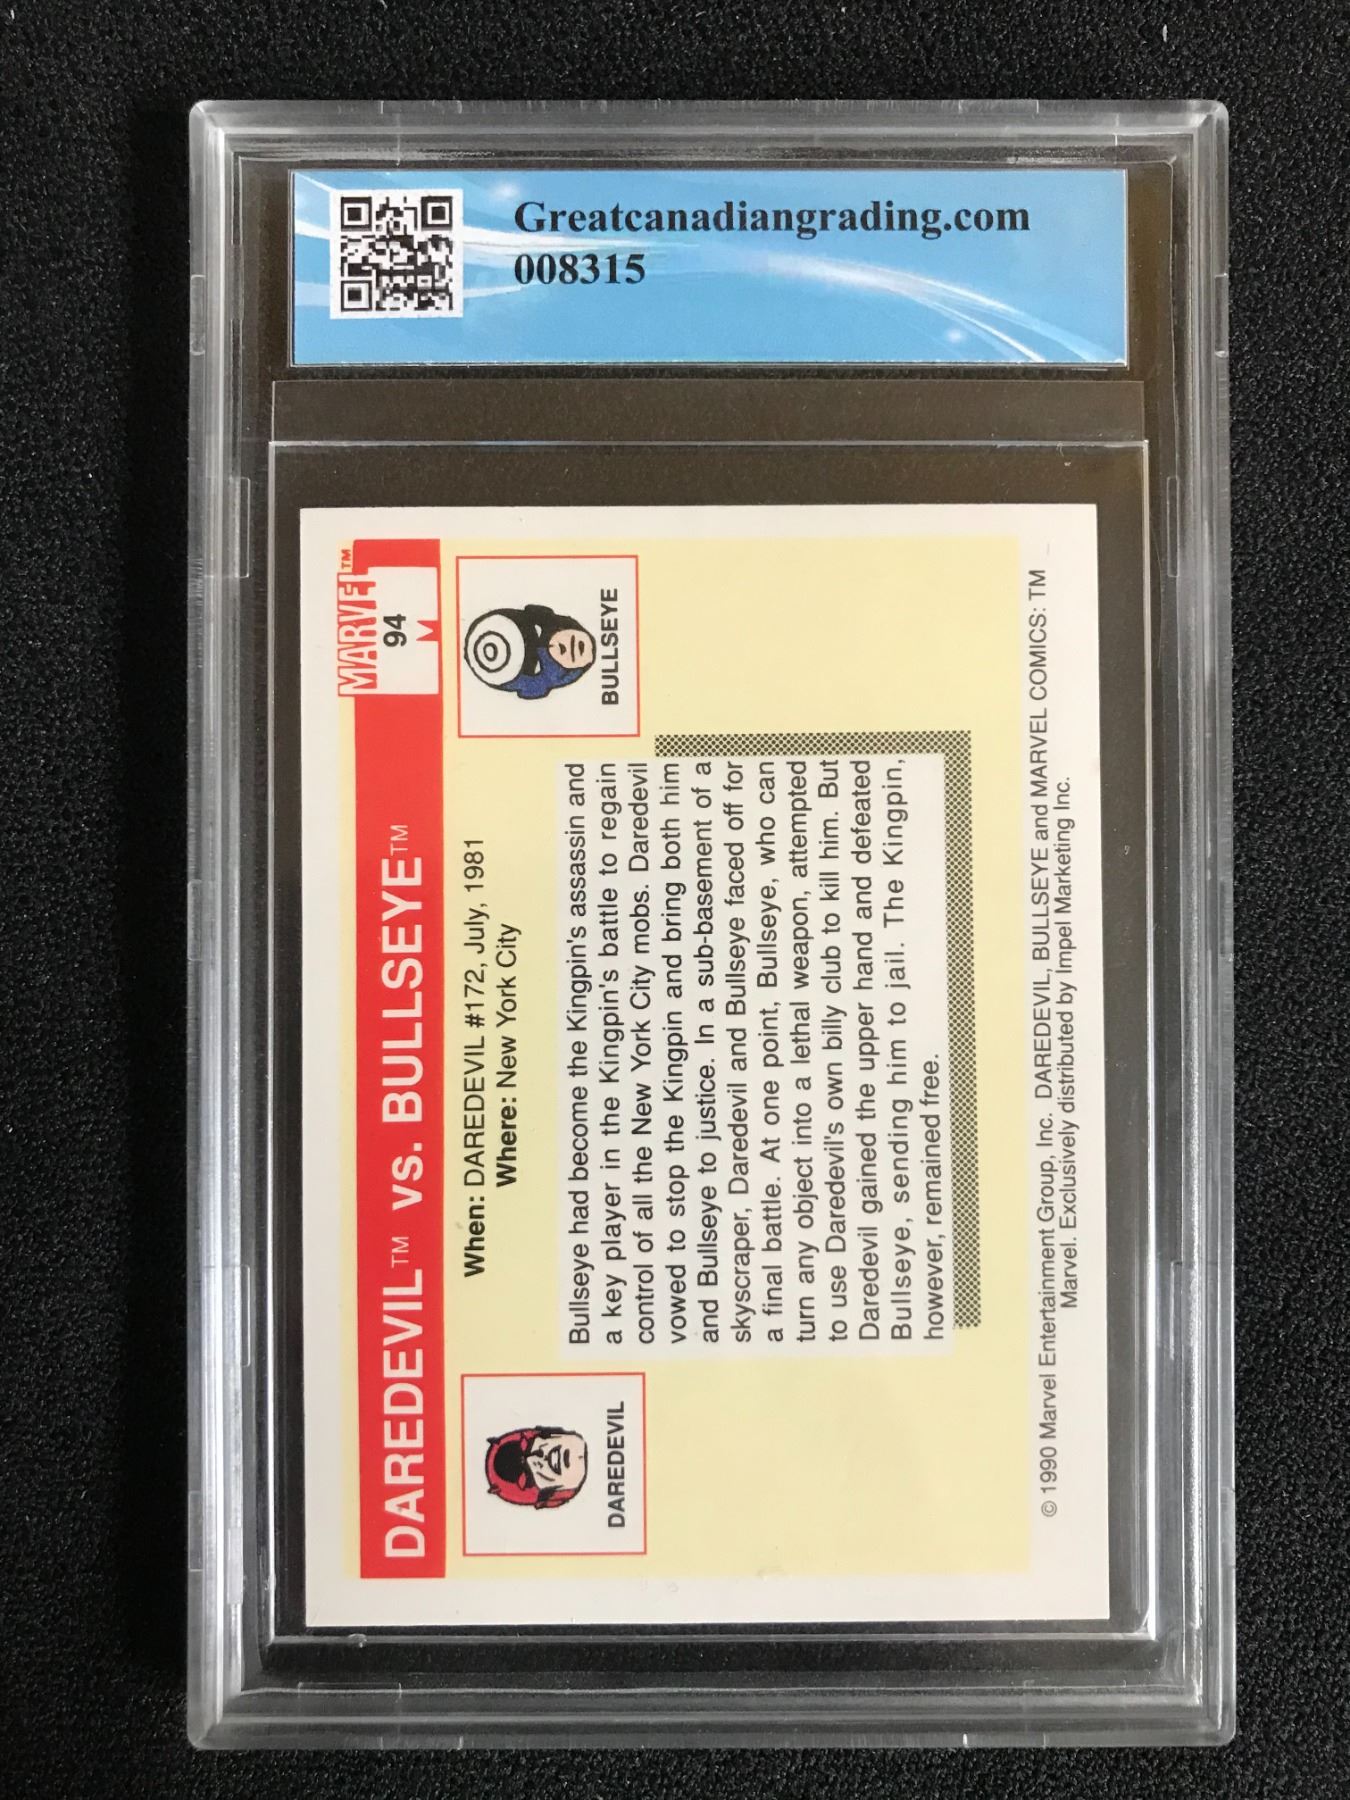 Greatcanadiangrading.com
008315
MARVEL™
94
M
DAREDEVIL™ vs. BULLSEYE™
When: DAREDEVIL #172, July, 1981
Where: New York City
DAREDEVIL
BULLSEYE
Bullseye had become the Kingpin's assassin and
a key player in the Kingpin's battle to regain
control of all the New York City mobs. Daredevil
vowed to stop the Kingpin and bring both him
and Bullseye to justice. In a sub-basement of a
skyscraper, Daredevil and Bullseye faced off for
a final battle. At one point, Bullseye, who can
turn any object into a lethal weapon, attempted
to use Daredevil's own billy club to kill him. But
Daredevil gained the upper hand and defeated
Bullseye, sending him to jail. The Kingpin,
however, remained free.
© 1990 Marvel Entertainment Group, Inc. DAREDEVIL, BULLSEYE and MARVEL COMICS: TM
Marvel. Exclusively distributed by Impel Marketing Inc.